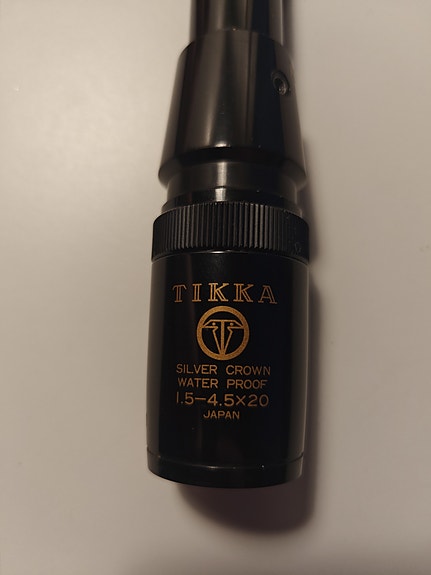 TIKKA
SILVER CROWN
WATER PROOF
1.5-4.5×20
JAPAN